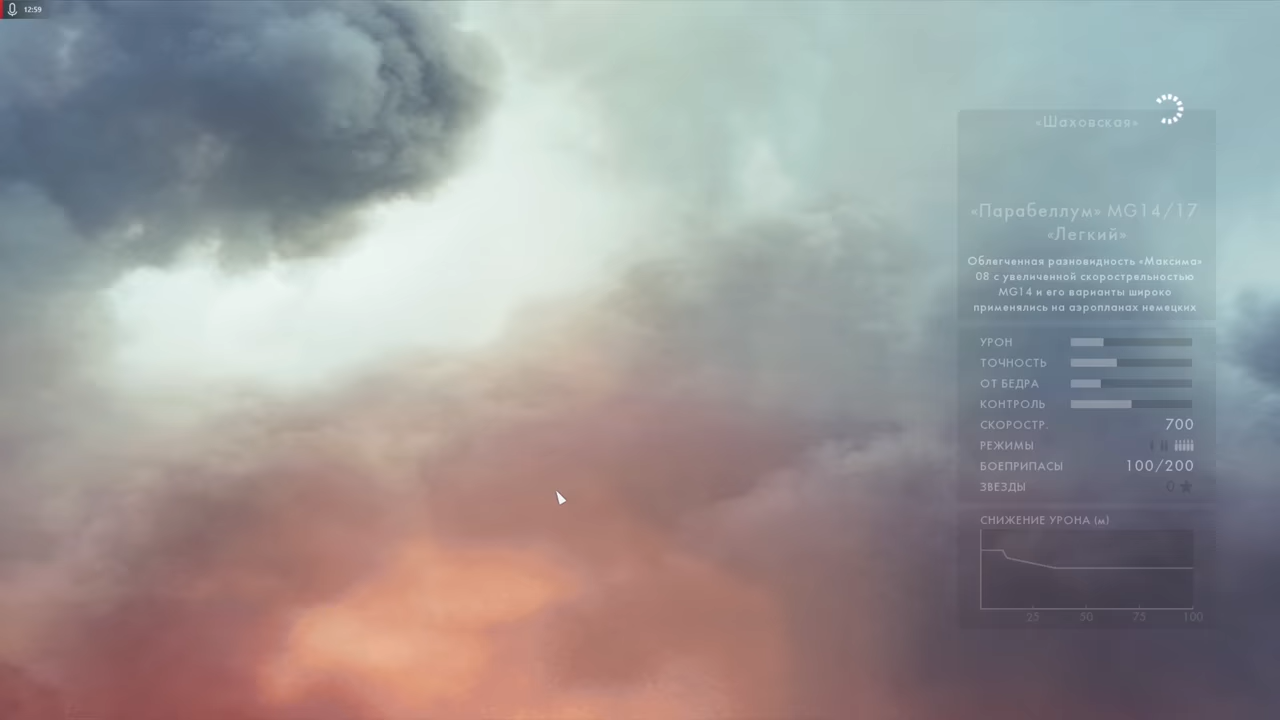 12:59
«Шаховская»
«Парабеллум» MG14/17
«Легкий»
Облегченная разновидность «Максима»
08 с увеличенной скорострельностью
MG14 и его варианты широко
применялись на аэропланах немецких
УРОН
ТОЧНОСТЬ
ОТ БЕДРА
КОНТРОЛЬ
СКОРОСТР. 700
РЕЖИМЫ
БОЕПРИПАСЫ 100/200
ЗВЕЗДЫ 0
СНИЖЕНИЕ УРОНА (м)
25 50 75 100